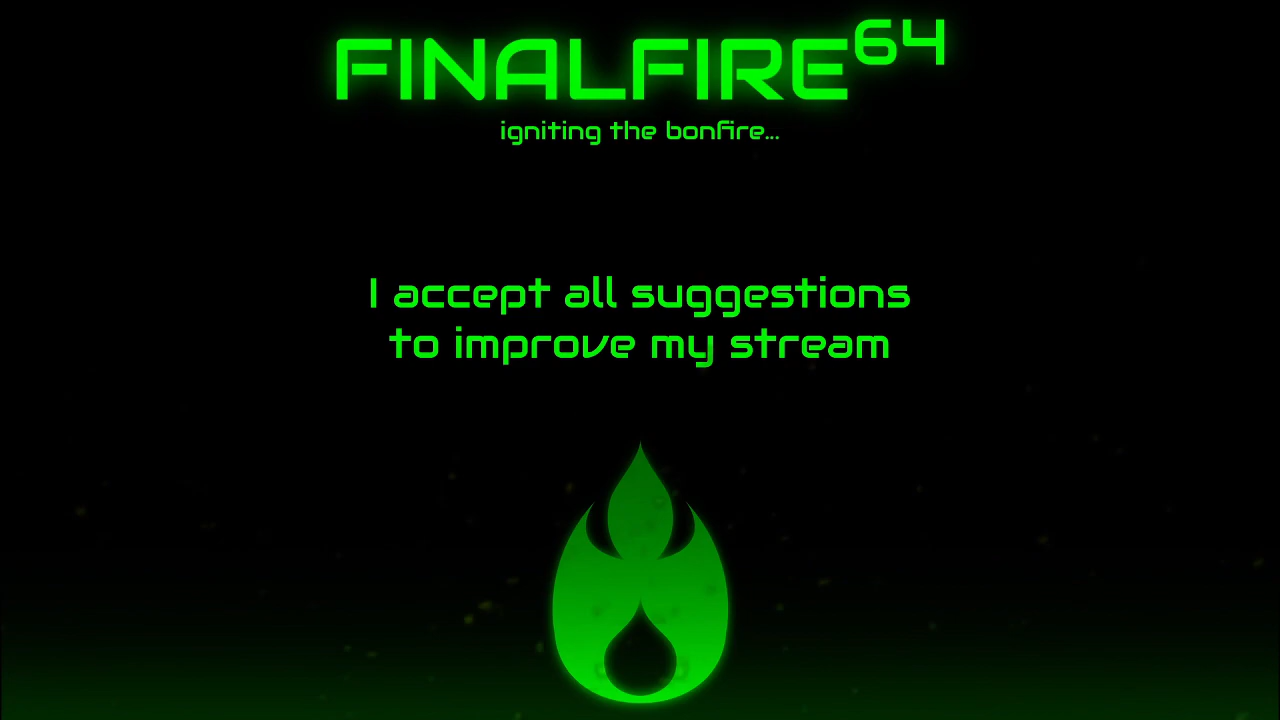 FINALFIRE64
igniting the bonfire...
I accept all suggestions
to improve my stream